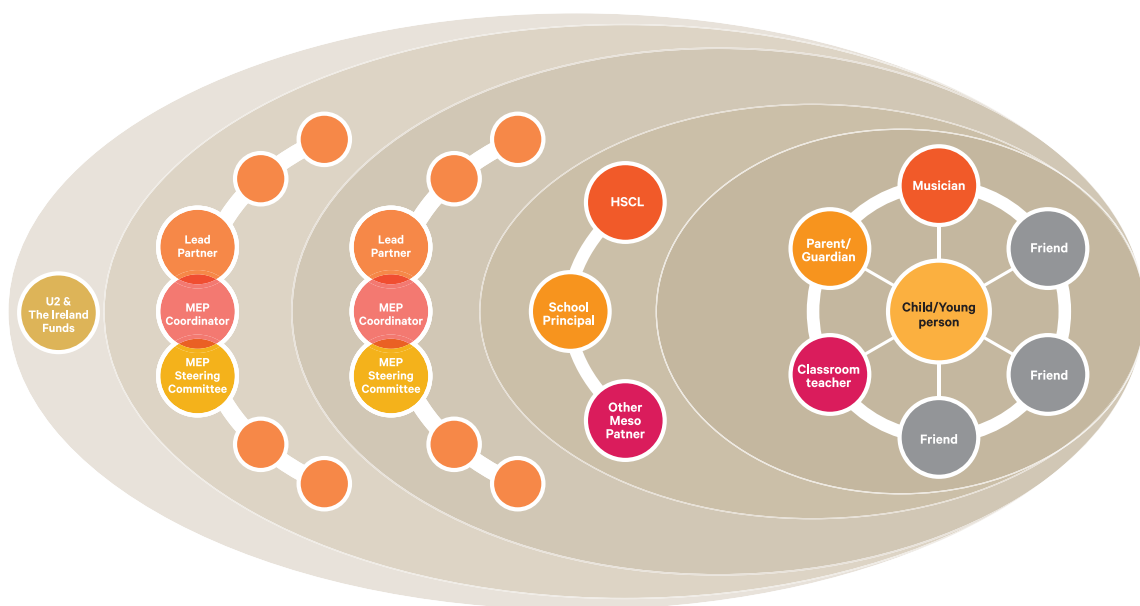 U2 &
The Ireland
Funds
Lead
Partner
MEP
Coordinator
MEP
Steering
Committee
Lead
Partner
MEP
Coordinator
MEP
Steering
Committee
HSCL
School
Principal
Other
Meso
Patner
Musician
Parent/
Guardian
Friend
Child/Young
person
Classroom
teacher
Friend
Friend